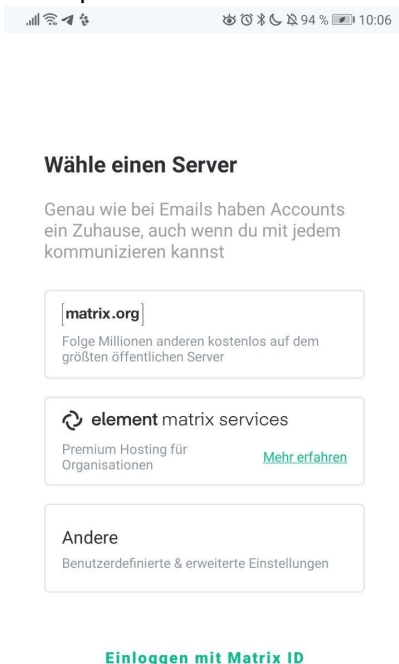 94 % 10:06
Wähle einen Server
Genau wie bei Emails haben Accounts
ein Zuhause, auch wenn du mit jedem
kommunizieren kannst
[matrix.org]
Folge Millionen anderen kostenlos auf dem
größten öffentlichen Server
element matrix services
Premium Hosting für
Organisationen
Mehr erfahren
Andere
Benutzerdefinierte & erweiterte Einstellungen
Einloggen mit Matrix ID